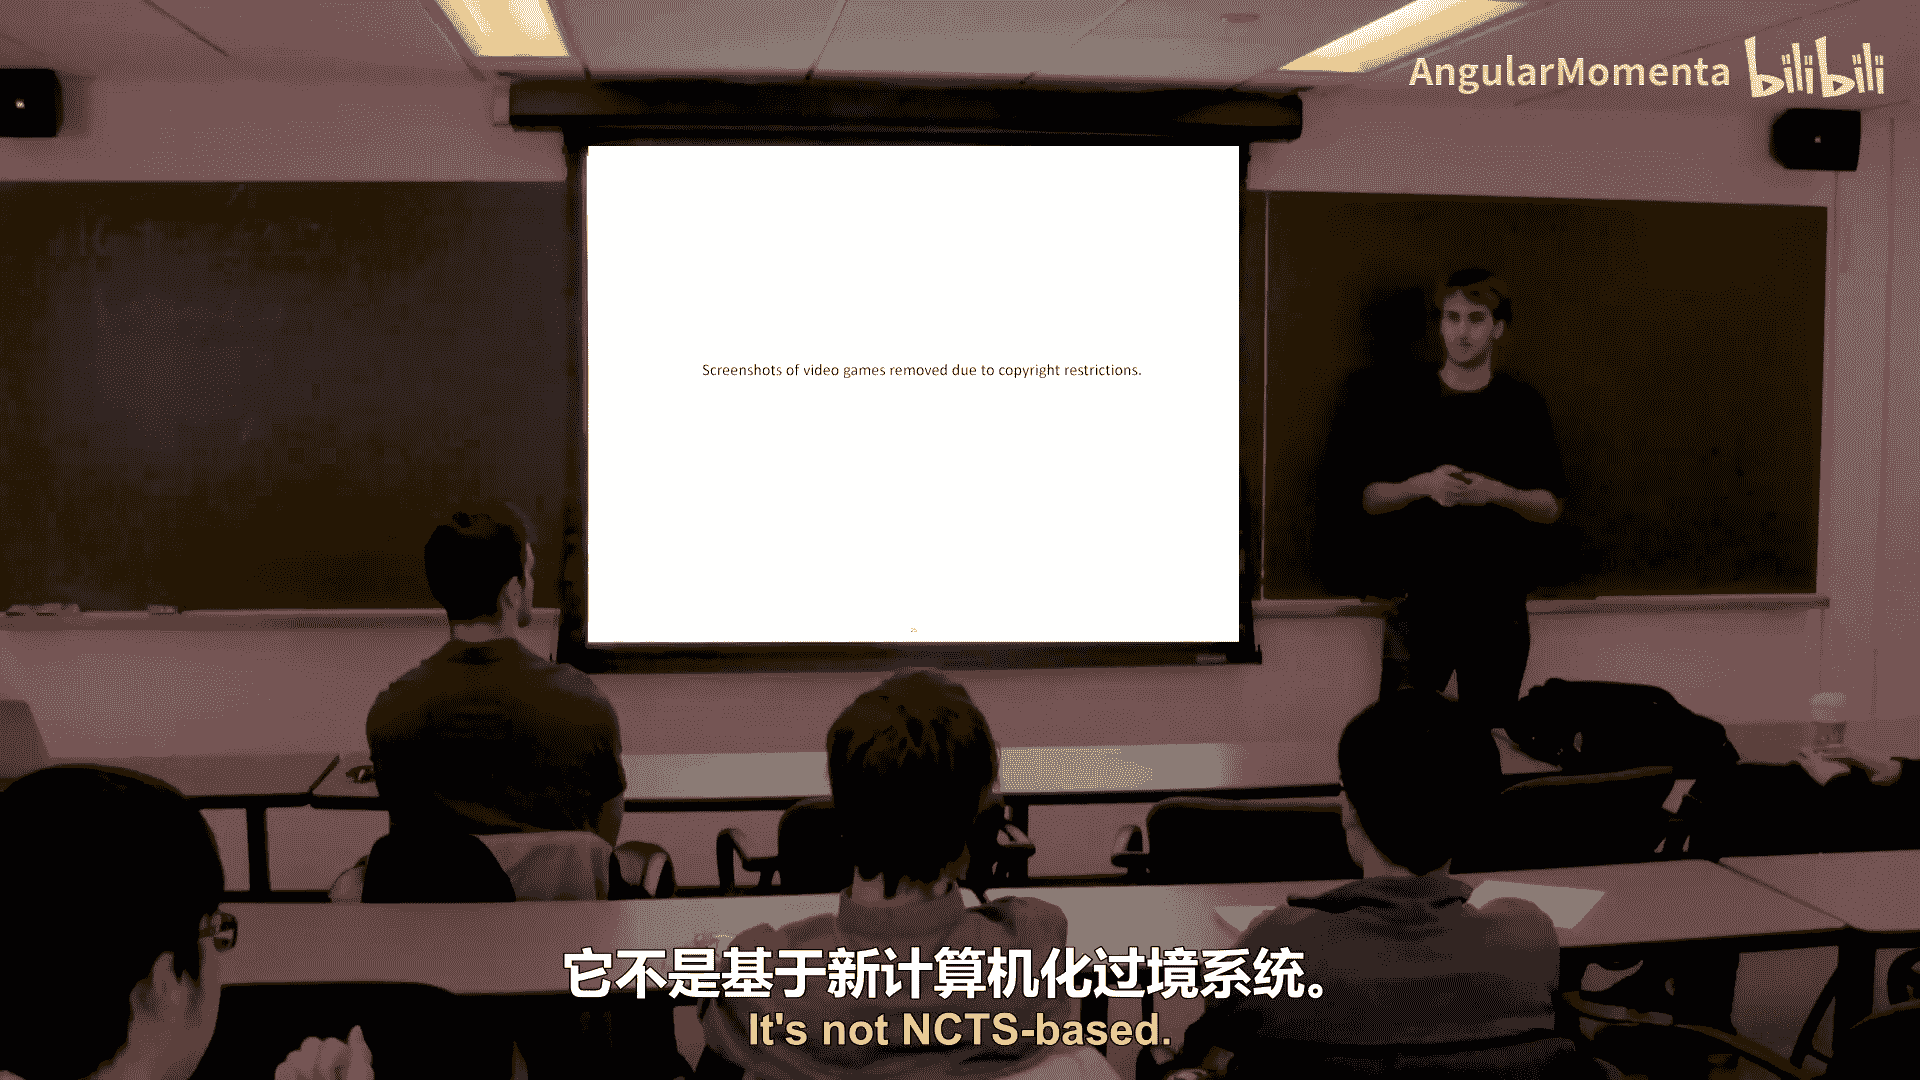 AngularMomenta bilibili
Screenshots of video games removed due to copyright restrictions.
25
它不是基于新计算机化过境系统。
It's not NCTS-based.